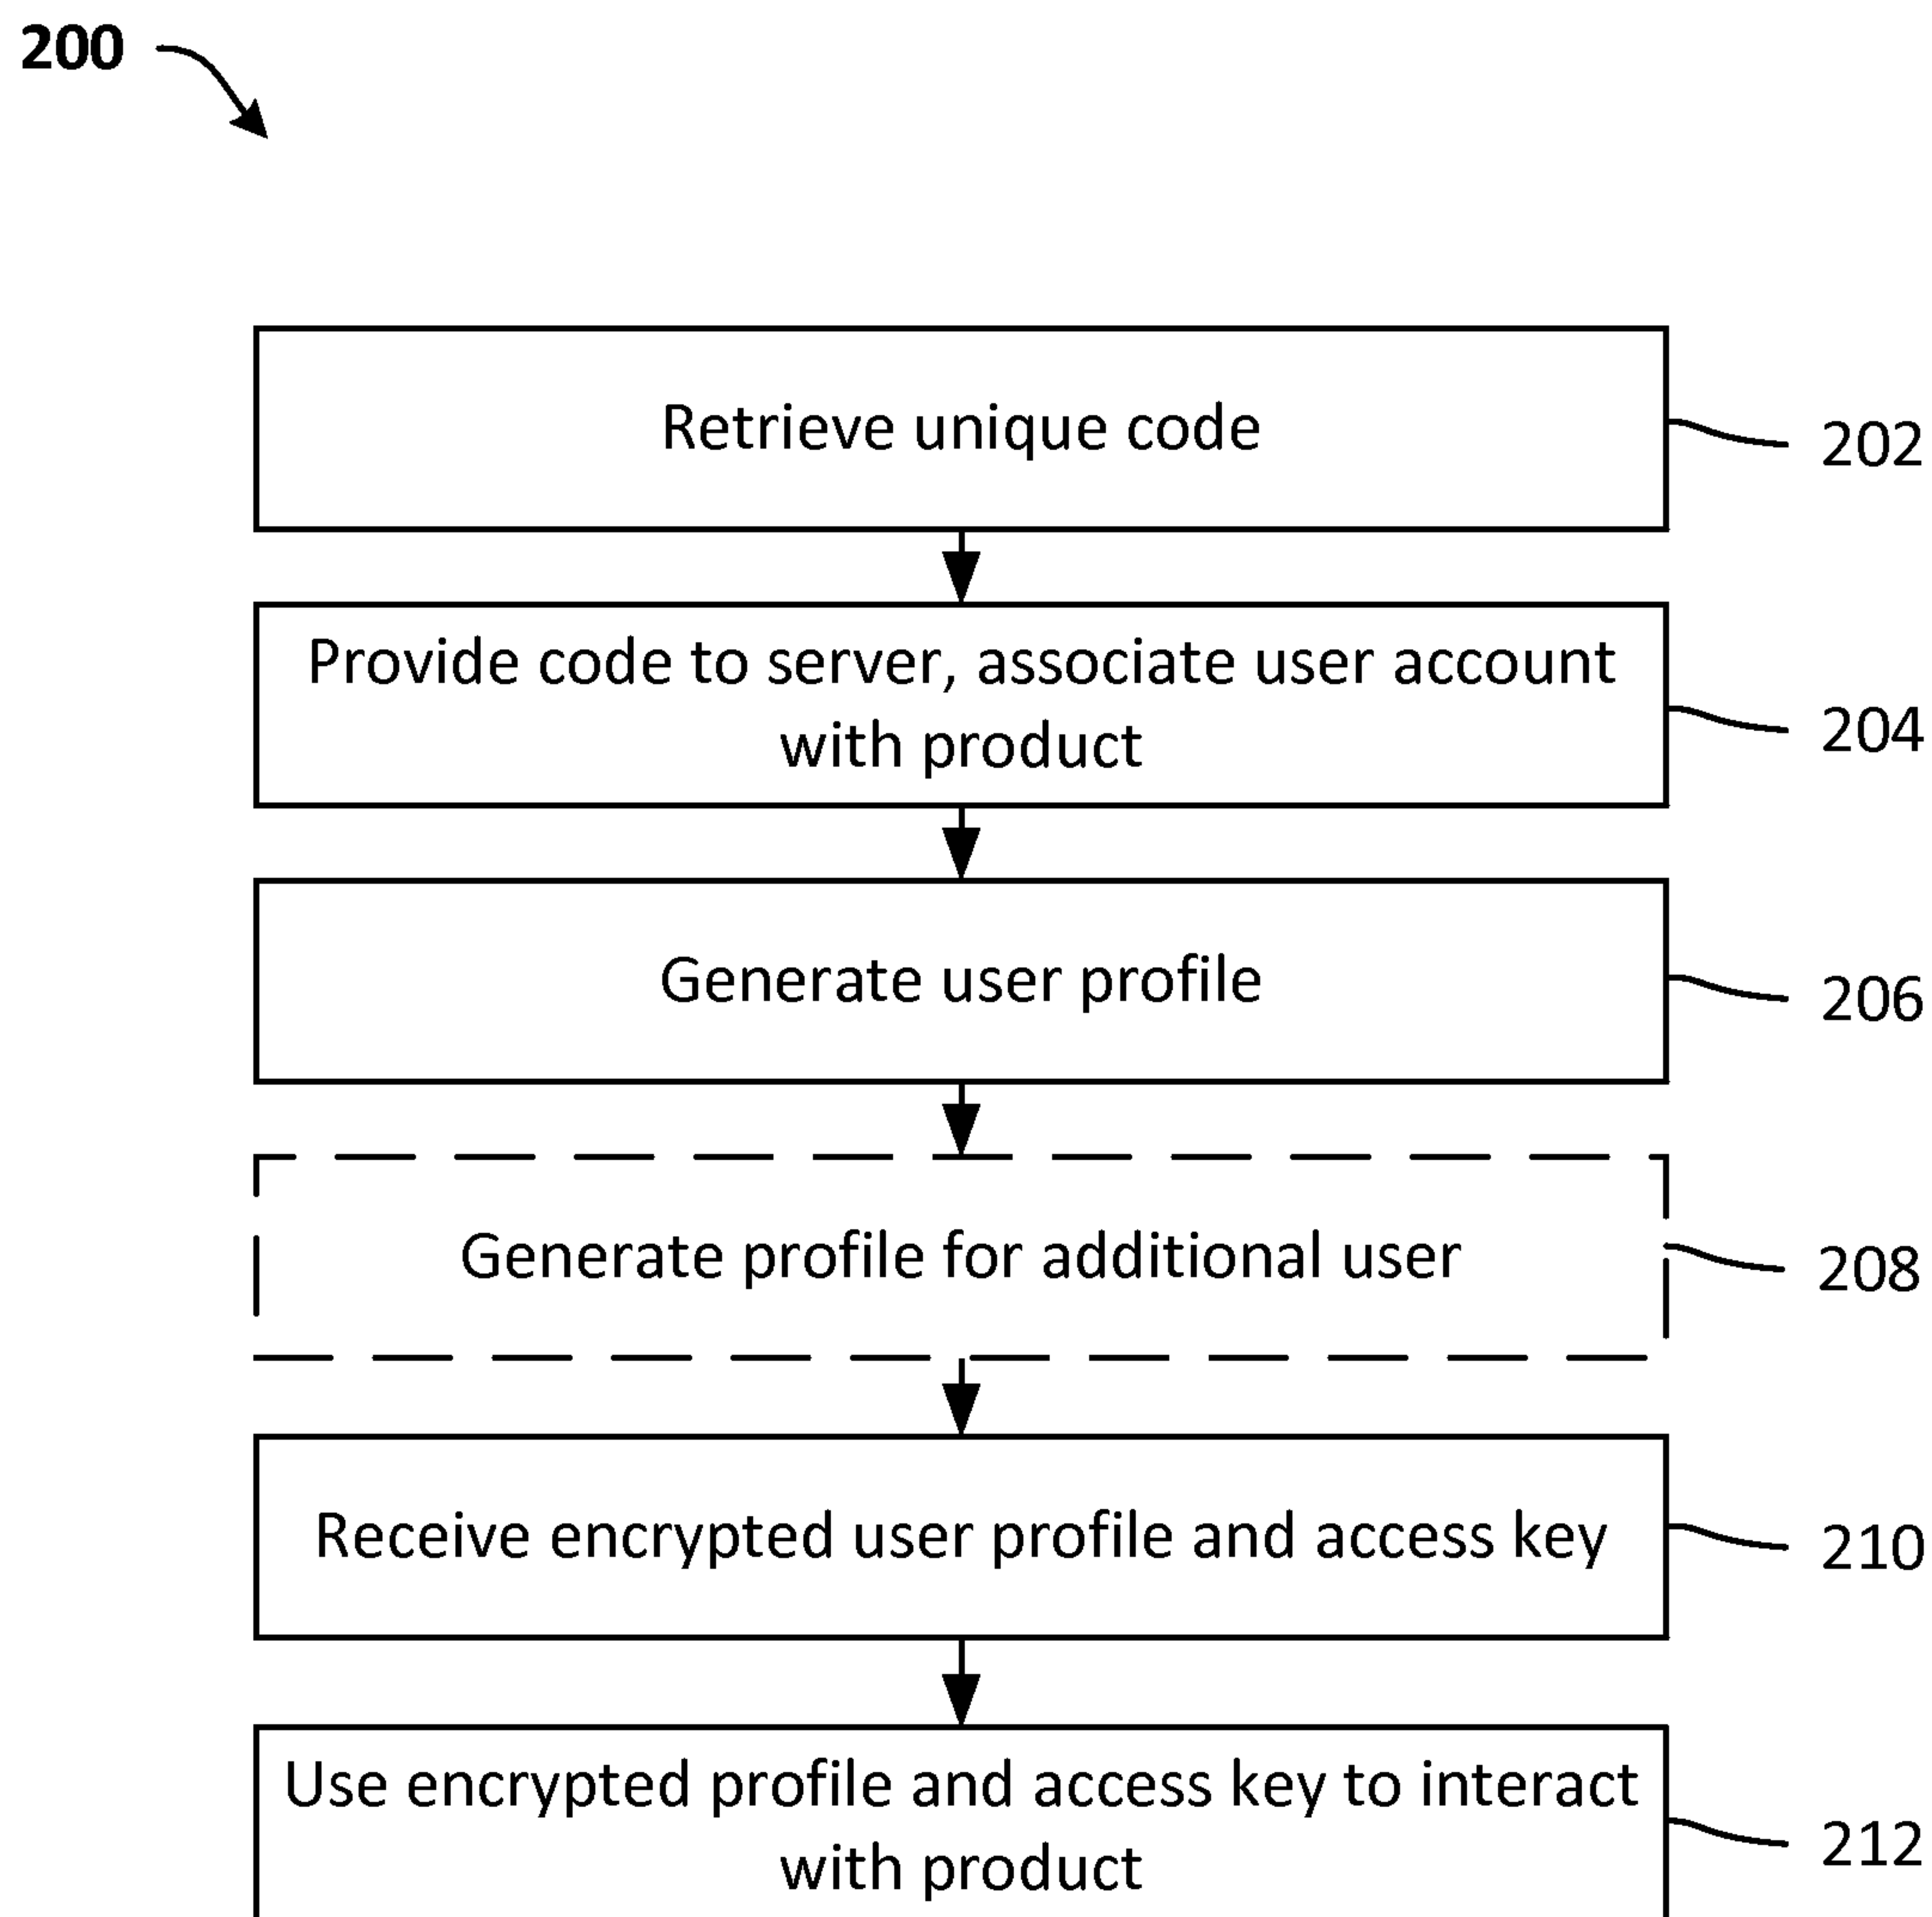 200
Retrieve unique code
202
Provide code to server, associate user account
with product
204
Generate user profile
206
Generate profile for additional user
208
Receive encrypted user profile and access key
210
Use encrypted profile and access key to interact
with product
212